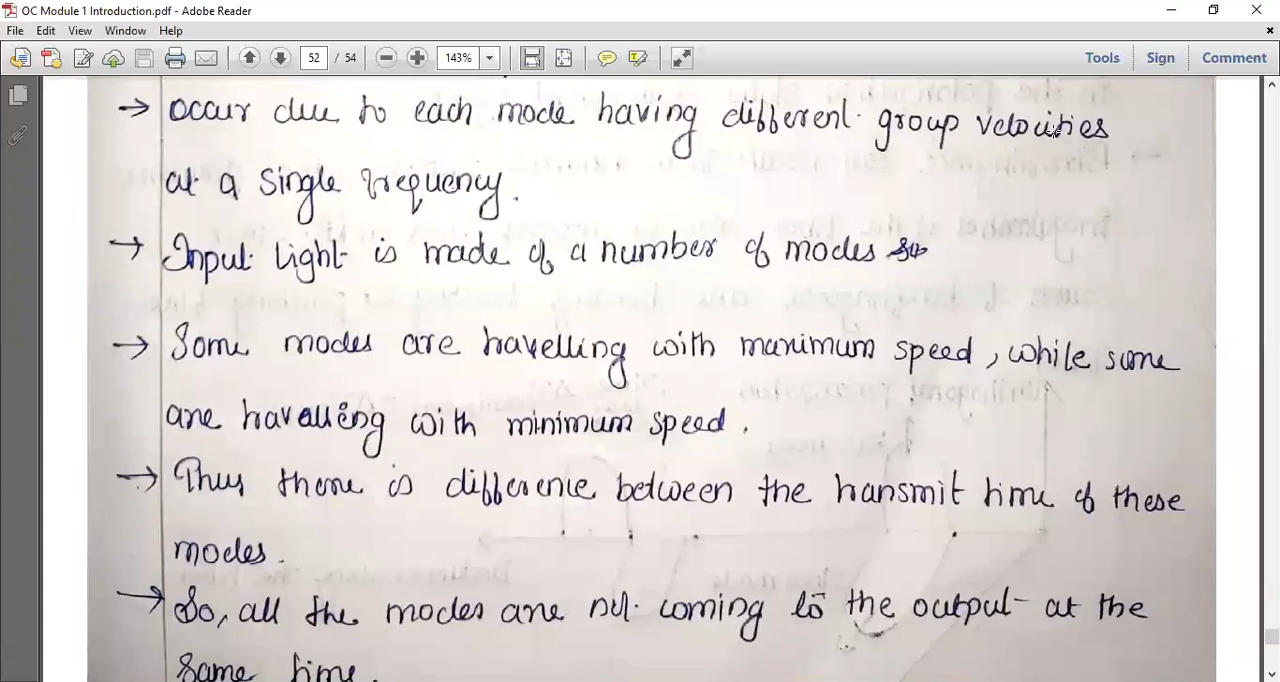 OC Module 1 Introduction.pdf - Adobe Reader
File Edit View Window Help
52 / 54 143% Tools Sign Comment
→ occur due to each mode having different group velocities
at a single frequency.
→ Input light is made of a number of modes
→ Some modes are travelling with maximum speed, while some
are travelling with minimum speed.
→ Thus there is difference between the transmit time of these
modes.
→ So, all the modes are not coming to the output at the
same time.